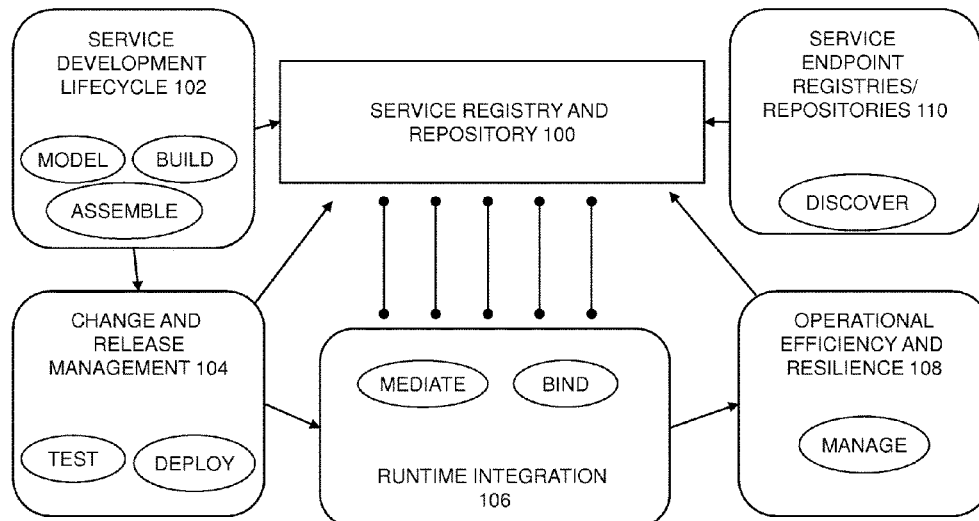 SERVICE
DEVELOPMENT
LIFECYCLE 102
MODEL
BUILD
ASSEMBLE
SERVICE REGISTRY AND
REPOSITORY 100
SERVICE
ENDPOINT
REGISTRIES/
REPOSITORIES 110
DISCOVER
CHANGE AND
RELEASE
MANAGEMENT 104
TEST
DEPLOY
MEDIATE
BIND
RUNTIME INTEGRATION
106
OPERATIONAL
EFFICIENCY AND
RESILIENCE 108
MANAGE